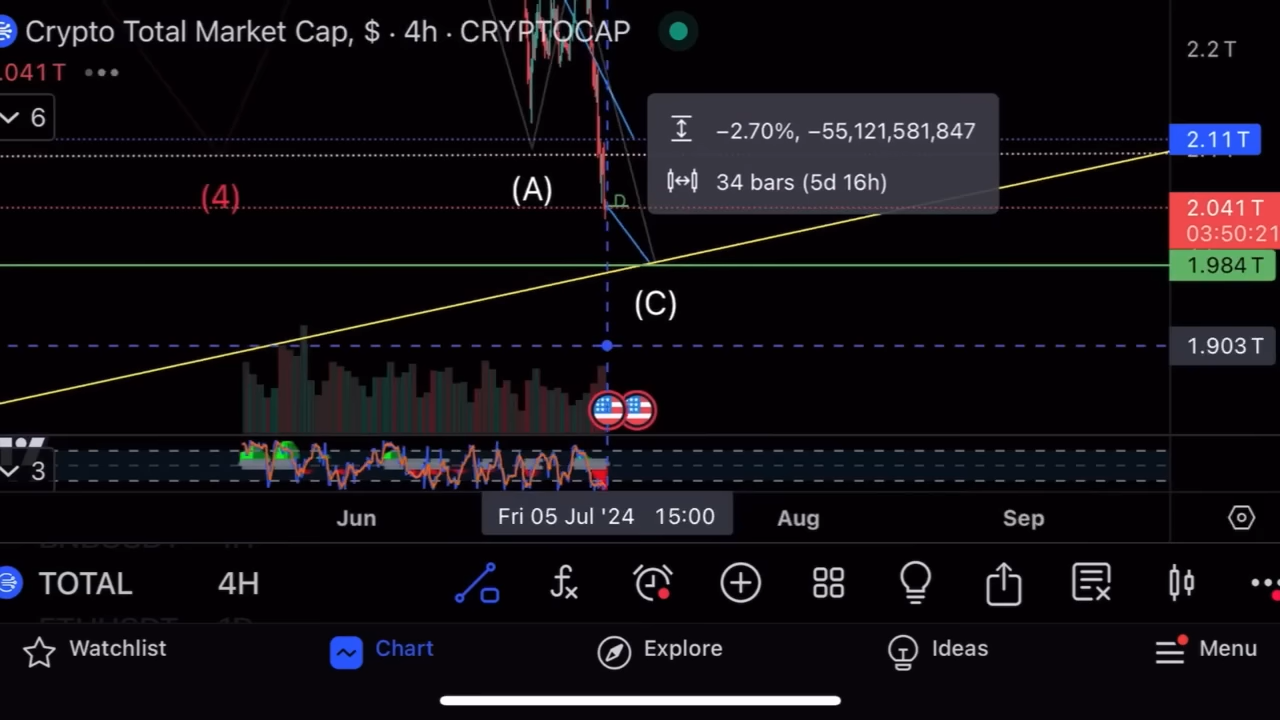 Crypto Total Market Cap, $ · 4h · CRYPTOCAP
.041 T
6
2.2 T
−2.70%, −55,121,581,847
34 bars (5d 16h)
2.11 T
(4)
(A)
D
2.041 T
03:50:21
1.984 T
(C)
1.903 T
3
Jun
Fri 05 Jul '24 15:00
Aug
Sep
TOTAL
4H
fx
Watchlist
Chart
Explore
Ideas
Menu